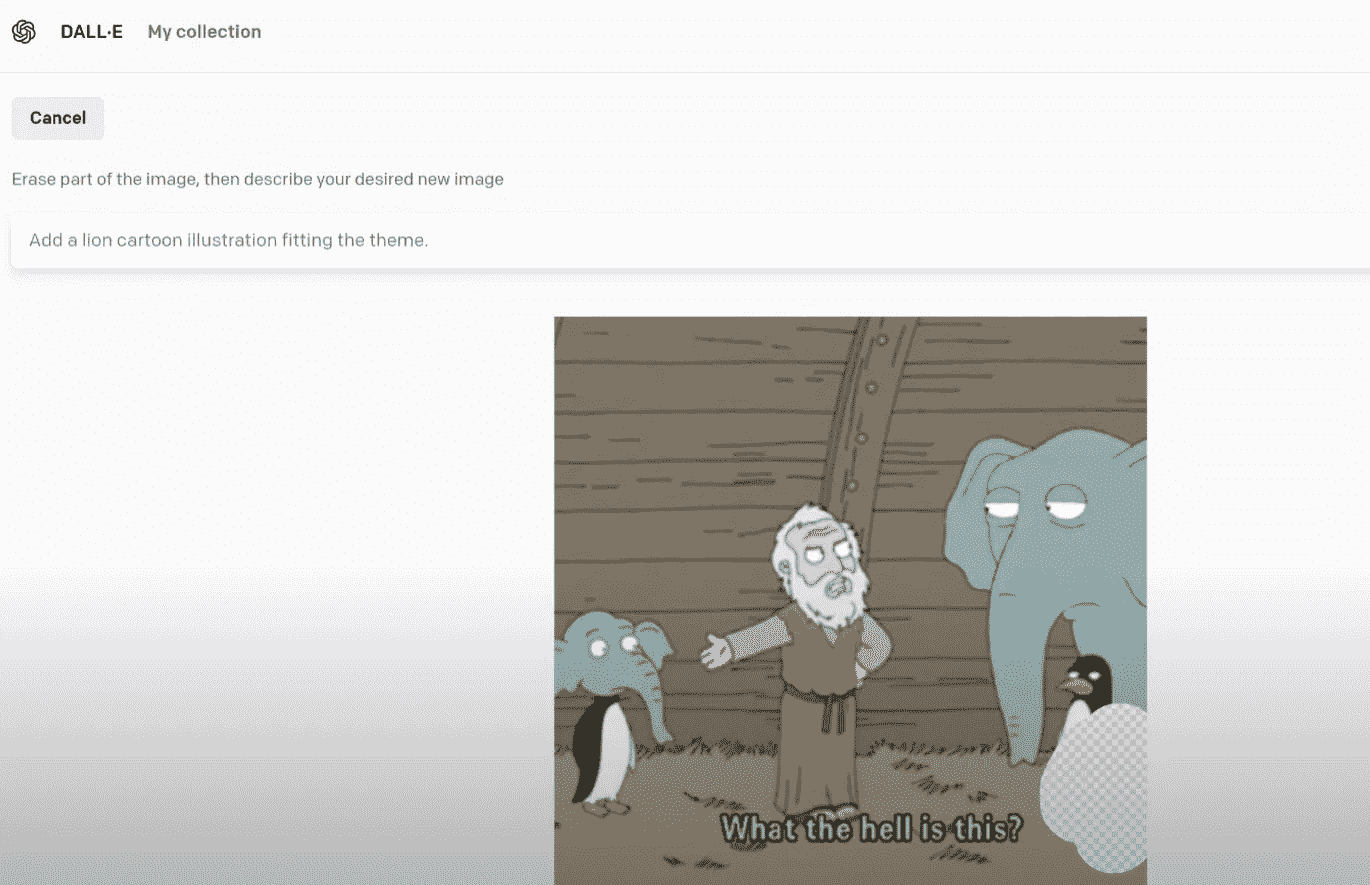 DALL·E My collection
Cancel
Erase part of the image, then describe your desired new image
Add a lion cartoon illustration fitting the theme.
What the hell is this?